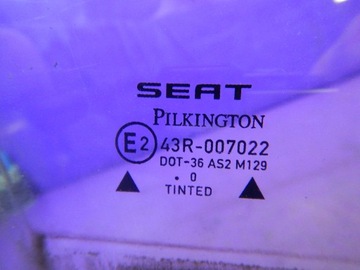 SEAT
PILKINGTON
E2 43R-007022
DOT-36 AS2 M129
. 0
TINTED